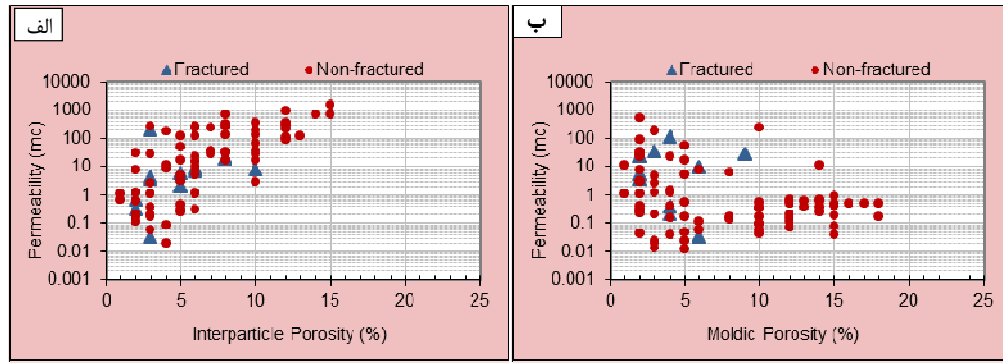 الف
Fractured Non-fractured
10000
1000
100
10
1
0.1
0.01
0.001
Permeability (mc)
0 5 10 15 20 25
Interparticle Porosity (%)
ب
Fractured Non-fractured
10000
1000
100
10
1
0.1
0.01
0.001
Permeability (mc)
0 5 10 15 20 25
Moldic Porosity (%)